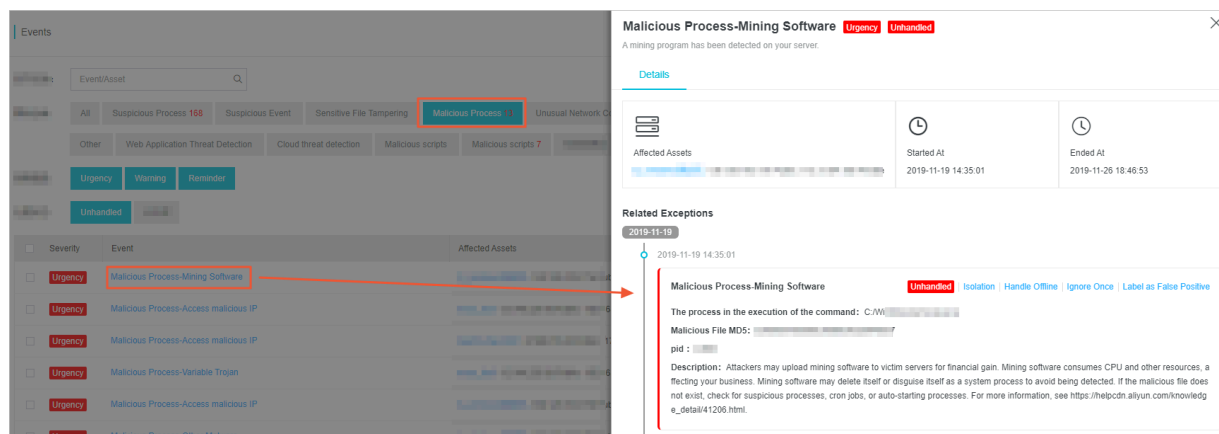 Events
Event/Asset
All Suspicious Process 168 Suspicious Event Sensitive File Tampering Malicious Process Unusual Network
Other Web Application Threat Detection Cloud threat detection Malicious scripts Malicious scripts 7
Urgency Warning Reminder
Unhandled
Severity Event Affected Assets
Urgency Malicious Process-Mining Software
Urgency Malicious Process-Access malicious IP
Urgency Malicious Process-Access malicious IP
Urgency Malicious Process-Variable Trojan
Urgency Malicious Process-Access malicious IP
Malicious Process-Mining Software Urgency Unhandled
A mining program has been detected on your server.
Details
Affected Assets
Started At
2019-11-19 14:35:01
Ended At
2019-11-26 18:46:53
Related Exceptions
2019-11-19
2019-11-19 14:35:01
Malicious Process-Mining Software Unhandled Isolation Handle Offline Ignore Once Label as False Positive
The process in the execution of the command: C:/Wi
Malicious File MD5:
pid :
Description: Attackers may upload mining software to victim servers for financial gain. Mining software consumes CPU and other resources, a
ffecting your business. Mining software may delete itself or disguise itself as a system process to avoid being detected. If the malicious file does
not exist, check for suspicious processes, cron jobs, or auto-starting processes. For more information, see https://helpcdn.aliyun.com/knowledg
e_detail/41206.html.